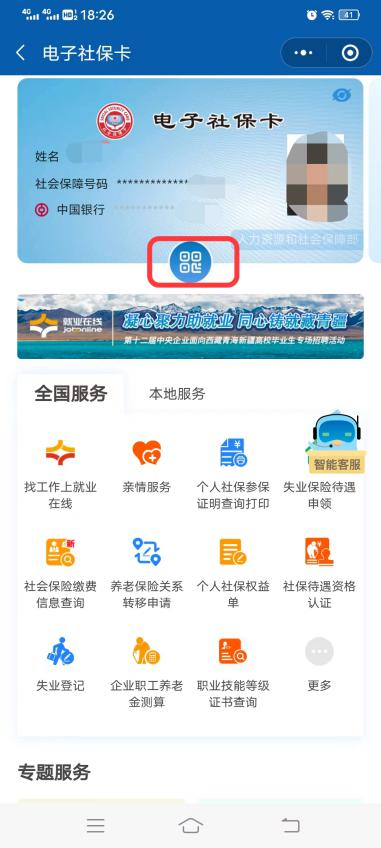 4G 4G HD 1 2 18:26 41
电子社保卡
电子社保卡
姓名
社会保障号码 **************
中国银行 **********
人力资源和社会保障部
就业在线
jobonline
凝心聚力助就业 同心铸就藏青疆
第十二届中央企业面向西藏青海新疆高校毕业生专场招聘活动
全国服务 本地服务
智能客服
找工作上就业在线
亲情服务
个人社保参保证明查询打印
失业保险待遇申领
新
社会保险缴费信息查询
养老保险关系转移申请
个人社保权益单
社保待遇资格认证
失业登记
企业职工养老金测算
职业技能等级证书查询
更多
专题服务